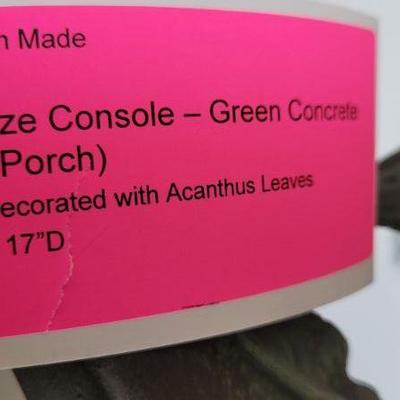 n Made
ze Console – Green Concrete
Porch)
ecorated with Acanthus Leaves
17”D